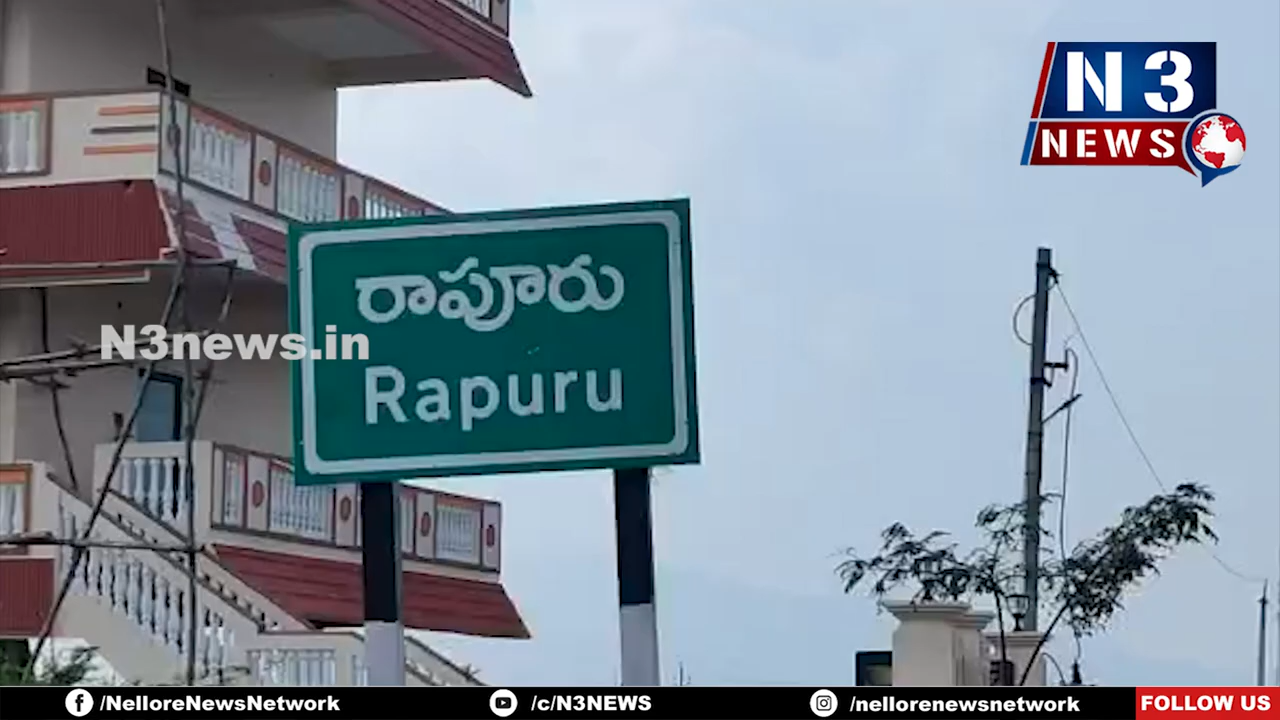 N3
NEWS
రాపూరు
N3news.in
Rapuru
/NelloreNewsNetwork
/c/N3NEWS
/nellorenewsnetwork
FOLLOW US